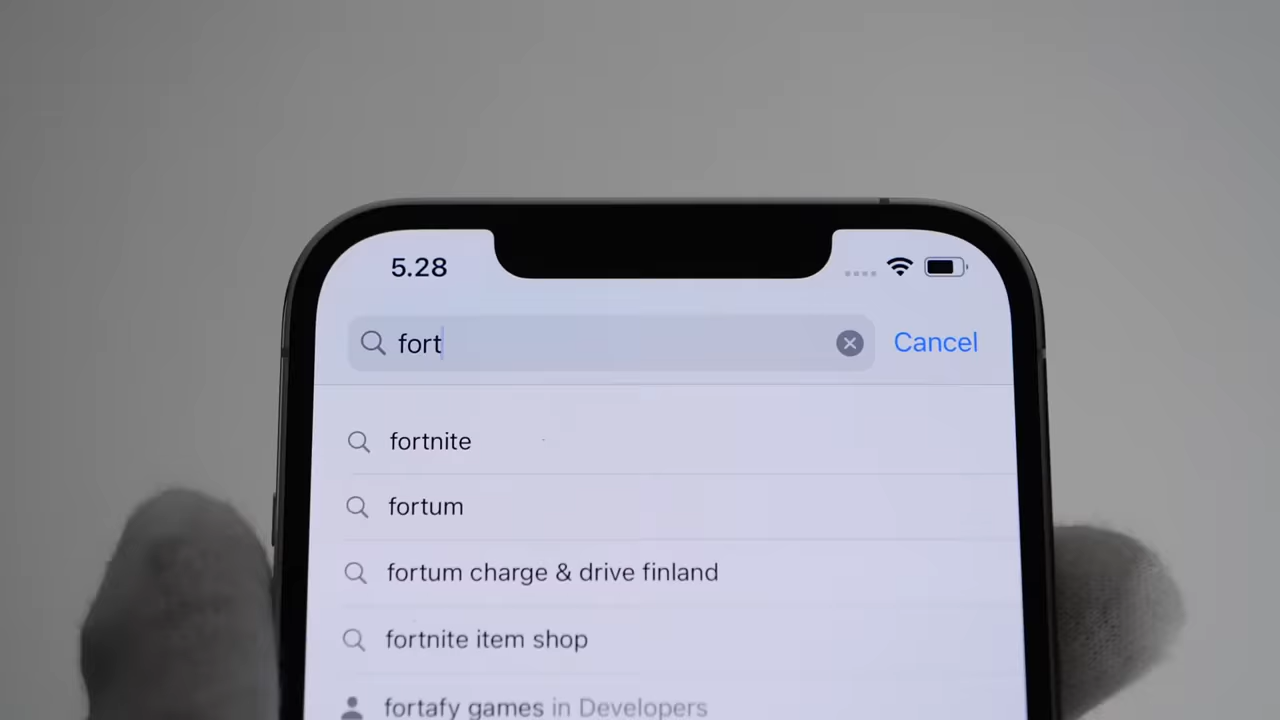 5.28
fort
Cancel
fortnite
fortum
fortum charge & drive finland
fortnite item shop
fortafy games in Developers